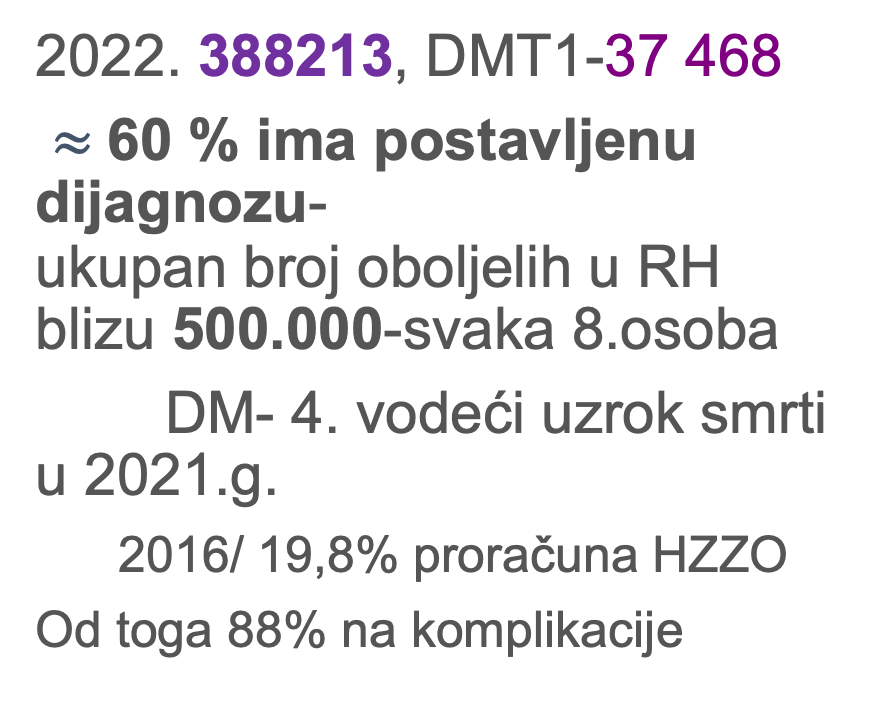 2022. 388213, DMT1-37 468
≈ 60 % ima postavljenu
dijagnozu-
ukupan broj oboljelih u RH
blizu 500.000-svaka 8.osoba
DM- 4. vodeći uzrok smrti
u 2021.g.
2016/ 19,8% proračuna HZZO
Od toga 88% na komplikacije